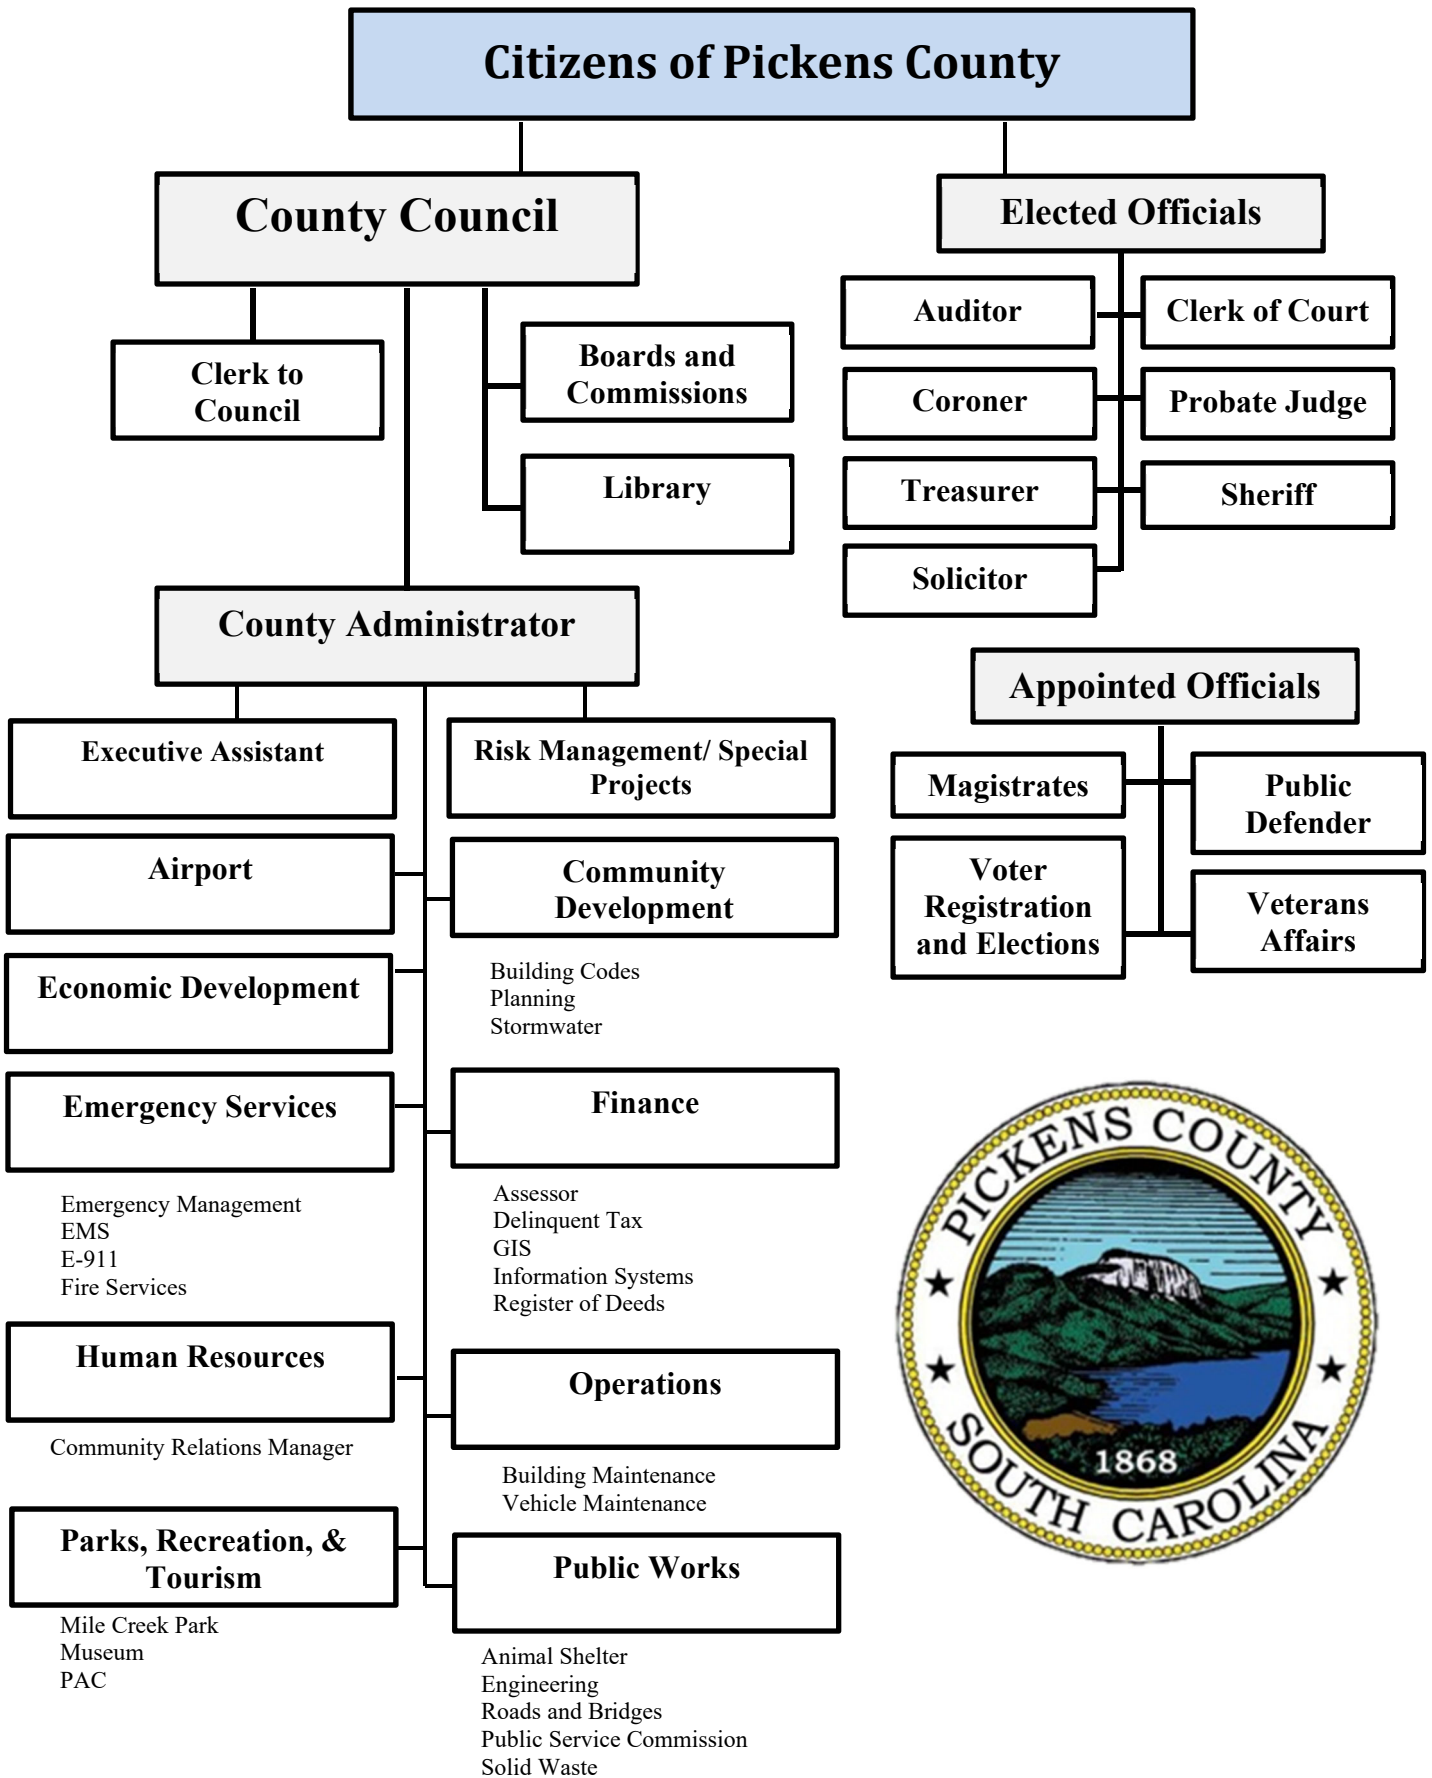 Citizens of Pickens County
County Council
Elected Officials
Clerk to
Council
Boards and
Commissions
Library
Auditor
Clerk of Court
Coroner
Probate Judge
Treasurer
Sheriff
Solicitor
County Administrator
Executive Assistant
Risk Management/ Special
Projects
Airport
Community
Development
Building Codes
Planning
Stormwater
Economic Development
Emergency Services
Emergency Management
EMS
E-911
Fire Services
Finance
Assessor
Delinquent Tax
GIS
Information Systems
Register of Deeds
Human Resources
Community Relations Manager
Operations
Building Maintenance
Vehicle Maintenance
Parks, Recreation, &
Tourism
Mile Creek Park
Museum
PAC
Public Works
Animal Shelter
Engineering
Roads and Bridges
Public Service Commission
Solid Waste
Appointed Officials
Magistrates
Public
Defender
Voter
Registration
and Elections
Veterans
Affairs
PICKENS COUNTY
1868
SOUTH CAROLINA